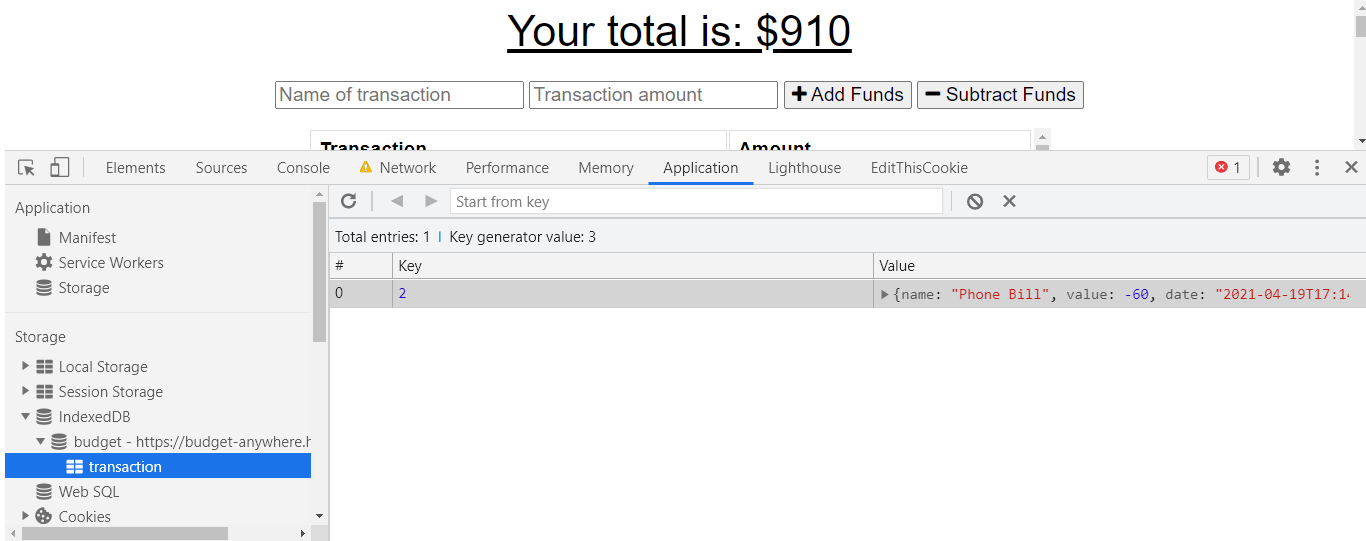 Your total is: $910
Name of transaction Transaction amount + Add Funds − Subtract Funds
Transaction Amount
Elements Sources Console Network Performance Memory Application Lighthouse EditThisCookie 1
Application
Manifest
Service Workers
Storage
Storage
Local Storage
Session Storage
IndexedDB
budget - https://budget-anywhere.h
transaction
Web SQL
Cookies
Start from key
Total entries: 1 Key generator value: 3
# Key Value
0 2 {name: "Phone Bill", value: -60, date: "2021-04-19T17:14